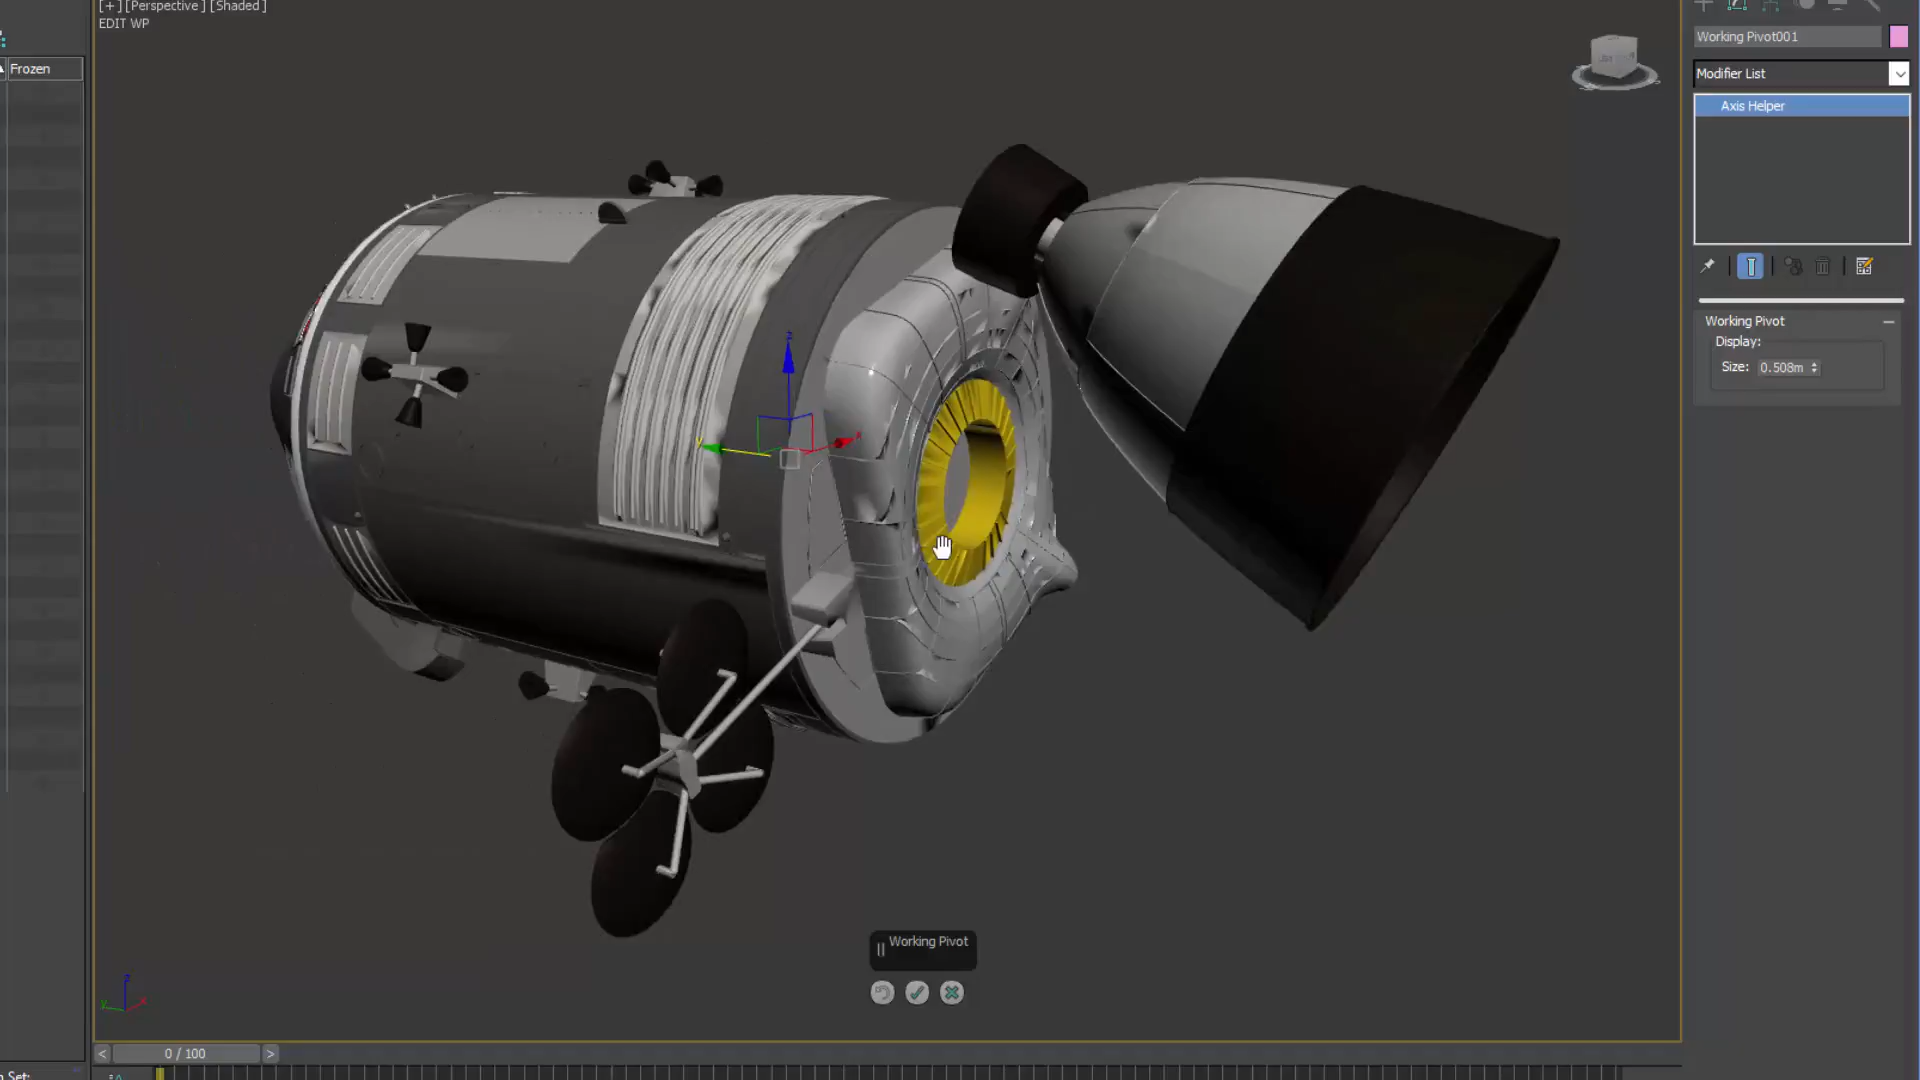 [+] [Perspective] [Shaded]
EDIT WP
Frozen
Working Pivot001
Modifier List
Axis Helper
Working Pivot
Display:
Size: 0.508m
z
y
x
Working Pivot
z
y
x
< 0 / 100 >
Set: